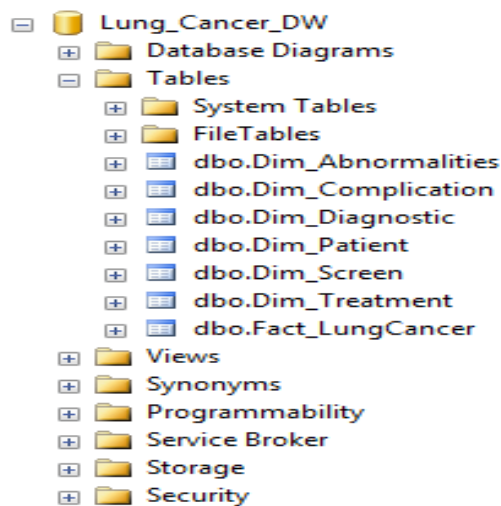 Lung_Cancer_DW
Database Diagrams
Tables
System Tables
FileTables
dbo.Dim_Abnormalities
dbo.Dim_Complication
dbo.Dim_Diagnostic
dbo.Dim_Patient
dbo.Dim_Screen
dbo.Dim_Treatment
dbo.Fact_LungCancer
Views
Synonyms
Programmability
Service Broker
Storage
Security